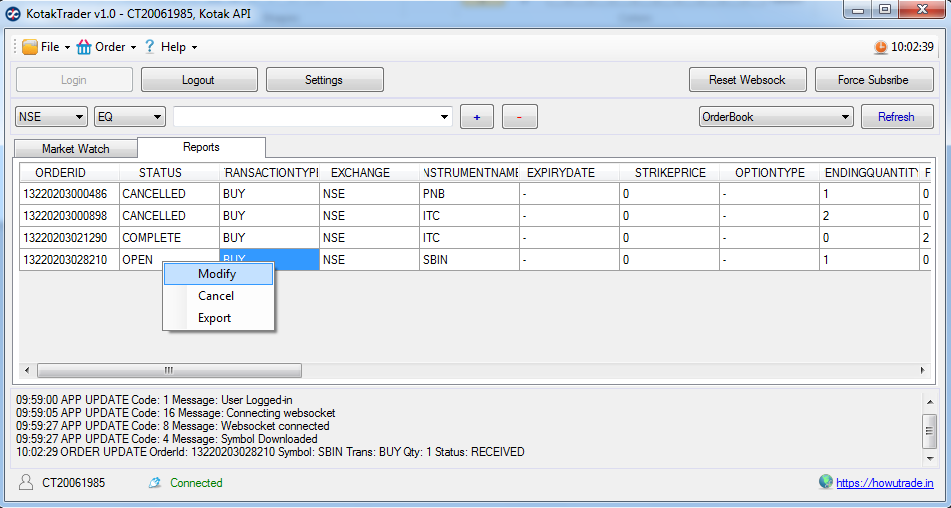 KotakTrader v1.0 - CT20061985, Kotak API
File Order Help 10:02:39
Login Logout Settings Reset Websock Force Subsribe
NSE EQ + - OrderBook Refresh
Market Watch Reports
ORDERID STATUS TRANSACTIONTYPE EXCHANGE INSTRUMENTNAME EXPIRYDATE STRIKEPRICE OPTIONTYPE ENDINGQUANTITY F
13220203000486 CANCELLED BUY NSE PNB - 0 - 1 0
13220203000898 CANCELLED BUY NSE ITC - 0 - 2 0
13220203021290 COMPLETE BUY NSE ITC - 0 - 0 2
13220203028210 OPEN BUY NSE SBIN - 0 - 1 0
Modify
Cancel
Export
09:59:00 APP UPDATE Code: 1 Message: User Logged-in
09:59:05 APP UPDATE Code: 16 Message: Connecting websocket
09:59:27 APP UPDATE Code: 8 Message: Websocket connected
09:59:27 APP UPDATE Code: 4 Message: Symbol Downloaded
10:02:29 ORDER UPDATE OrderId: 13220203028210 Symbol: SBIN Trans: BUY Qty: 1 Status: RECEIVED
CT20061985 Connected https://howutrade.in